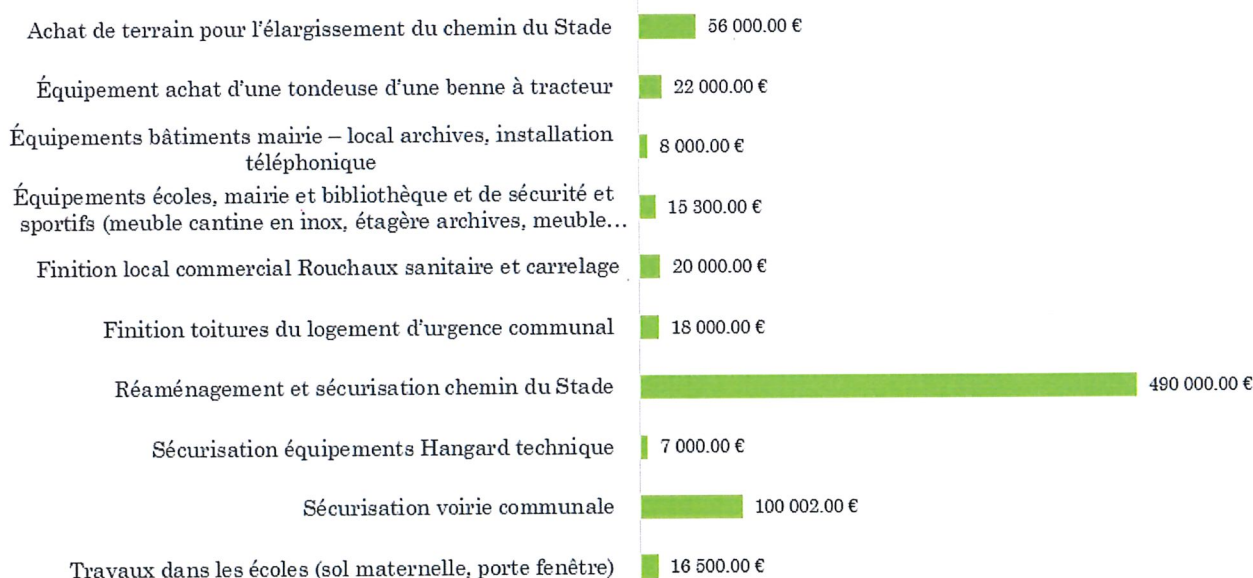 Achat de terrain pour l'élargissement du chemin du Stade 56 000.00 €
Équipement achat d'une tondeuse d'une benne à tracteur 22 000.00 €
Équipements bâtiments mairie – local archives, installation
téléphonique 8 000.00 €
Équipements écoles, mairie et bibliothèque et de sécurité et
sportifs (meuble cantine en inox, étagère archives, meuble... 15 300.00 €
Finition local commercial Rouchaux sanitaire et carrelage 20 000.00 €
Finition toitures du logement d'urgence communal 18 000.00 €
Réaménagement et sécurisation chemin du Stade 490 000.00 €
Sécurisation équipements Hangard technique 7 000.00 €
Sécurisation voirie communale 100 002.00 €
Travaux dans les écoles (sol maternelle, porte fenêtre) 16 500.00 €